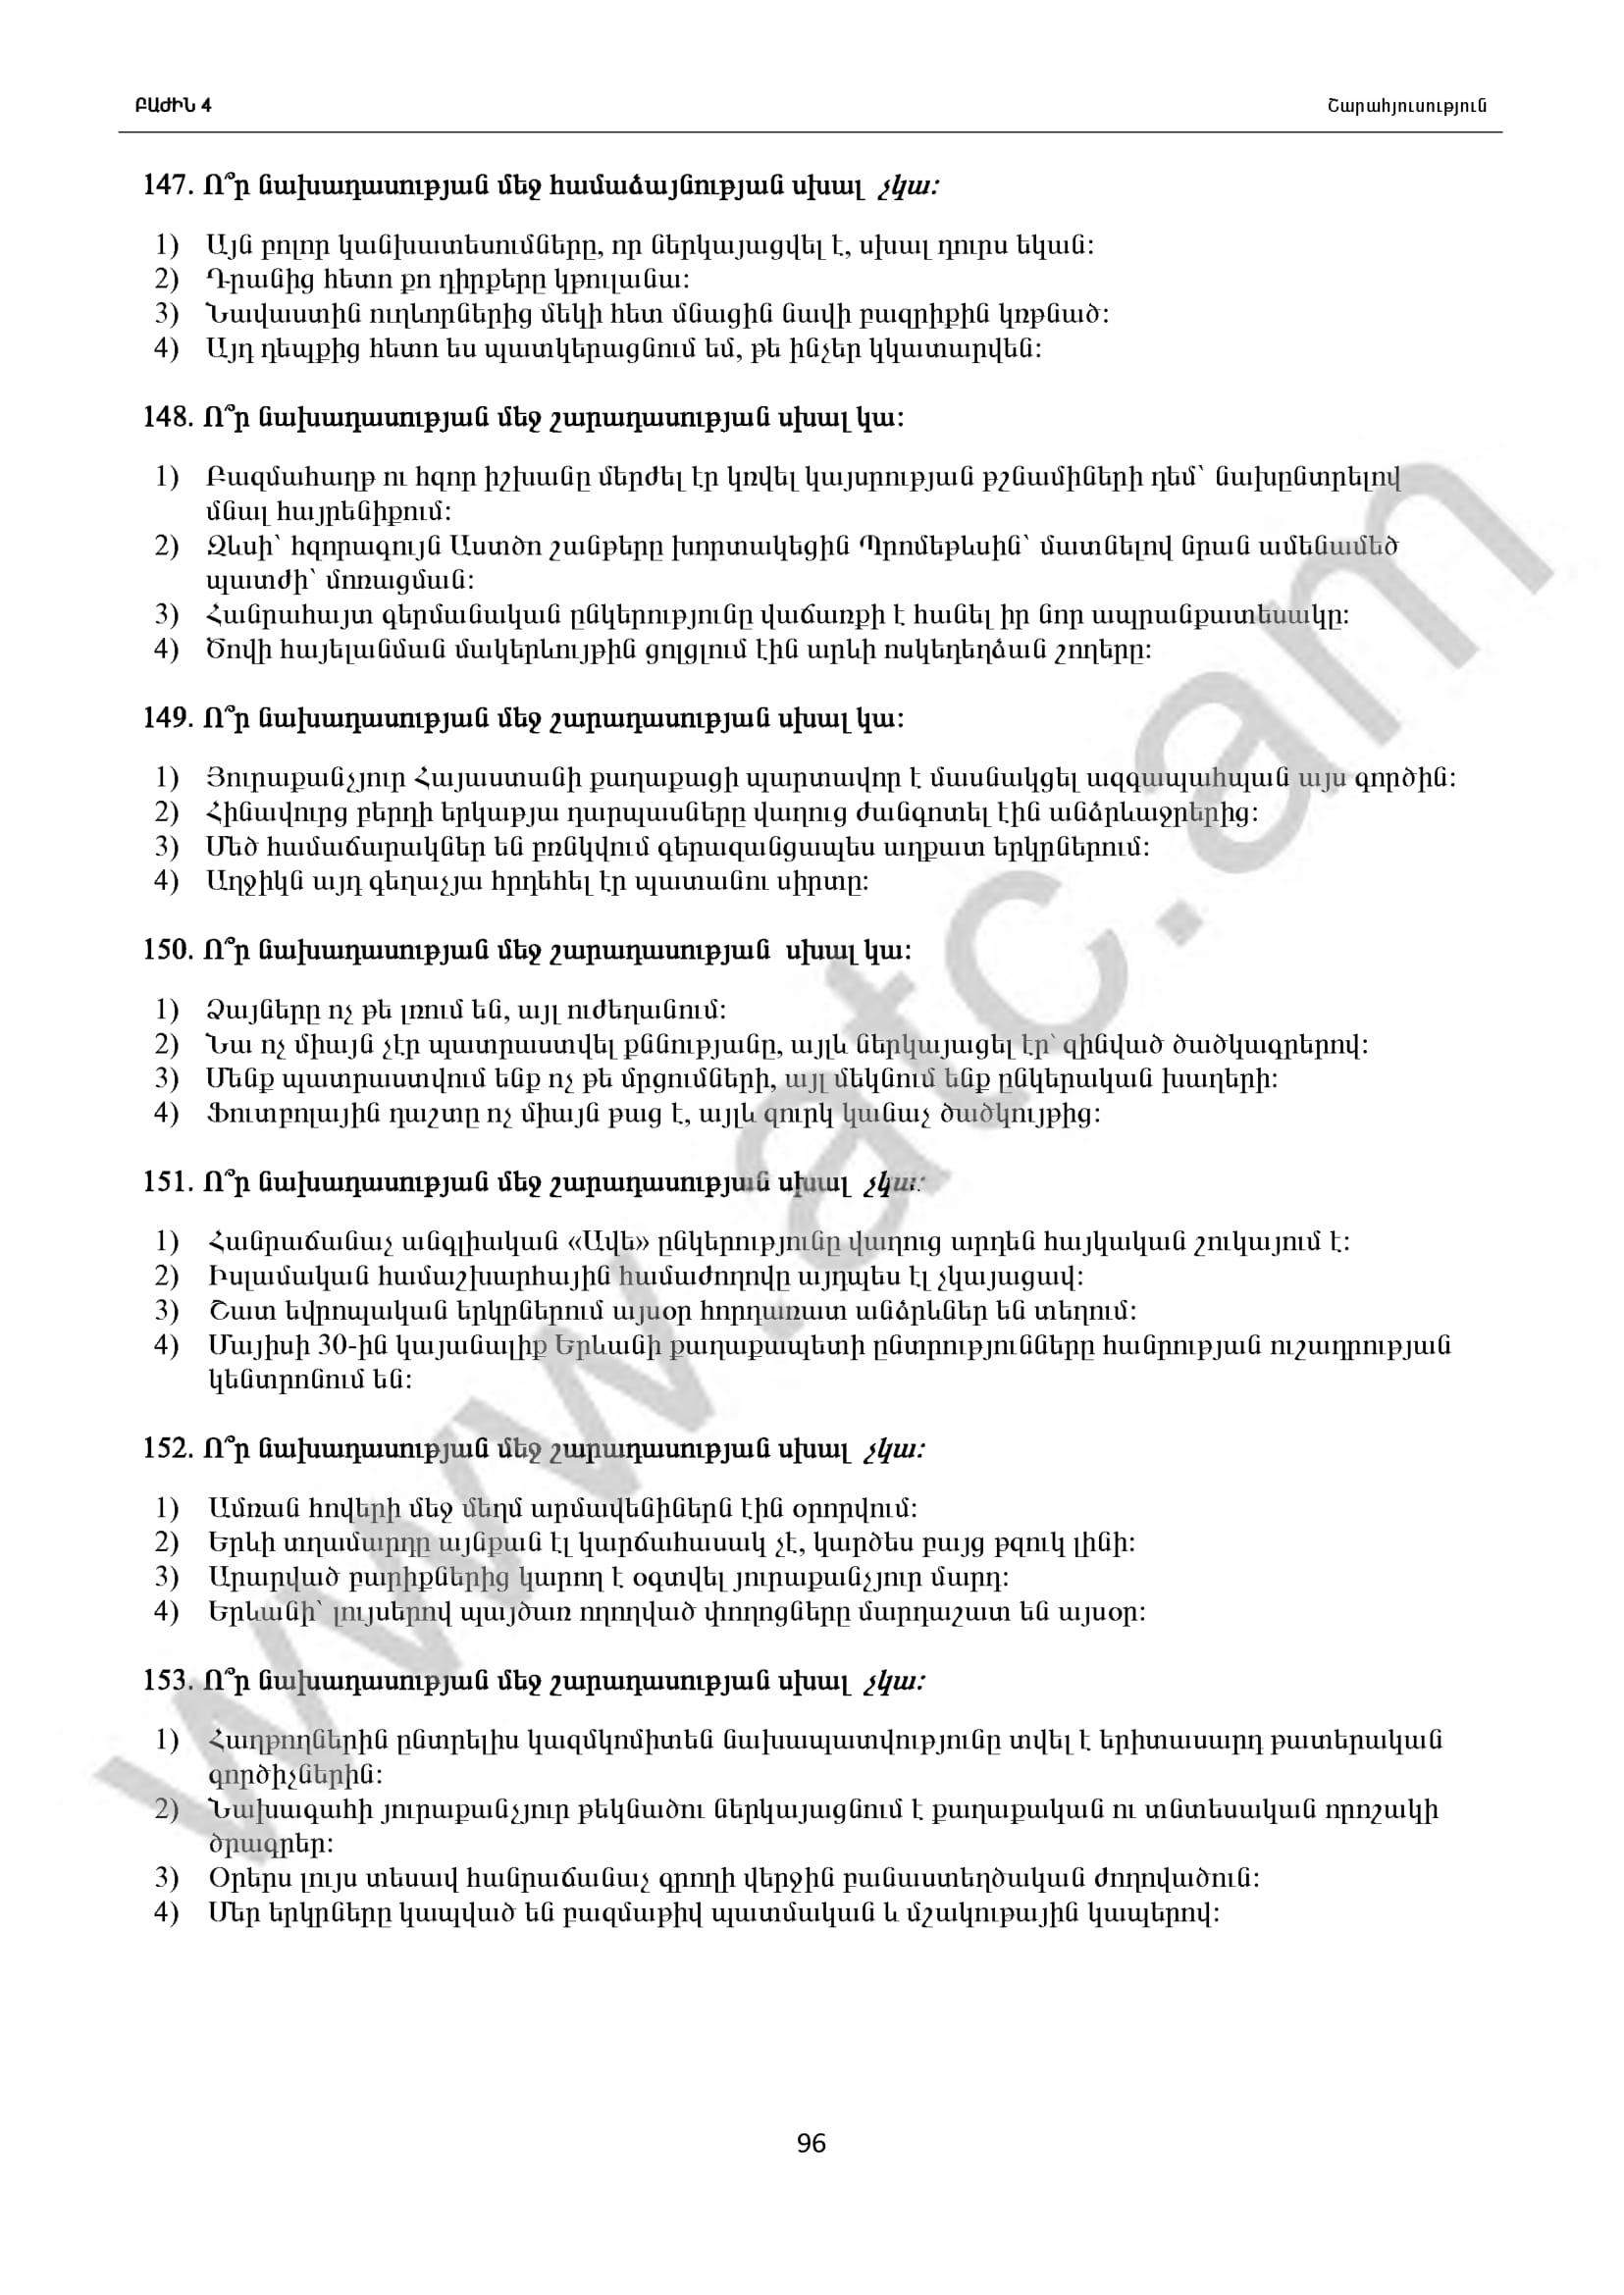 ԲԱԺԻՆ 4
Շարահյուսություն
147. Ո՞ր նախադասության մեջ համաձայնության սխալ չկա:
1) Այն բոլոր կանխատեսումները, որ ներկայացվել է, սխալ դուրս եկան:
2) Դրանից հետո քո դիրքերը կթուլանա:
3) Նավաստին ուղևորներից մեկի հետ մնացին նավի բազրիքին կռթնած:
4) Այդ դեպքից հետո ես պատկերացնում եմ, թե ինչեր կկատարվեն:
148. Ո՞ր նախադասության մեջ շարադասության սխալ կա:
1) Բազմահաղթ ու հզոր իշխանը մերժել էր կռվել կայսրության թշնամիների դեմ՝ նախընտրելով
մնալ հայրենիքում:
2) Զևսի՝ հզորագույն Աստծո շանթերը խորտակեցին Պրոմեթևսին՝ մատնելով նրան ամենամեծ
պատժի՝ մոռացման:
3) Հանրահայտ գերմանական ընկերությունը վաճառքի է հանել իր նոր ապրանքատեսակը:
4) Ծովի հայելանման մակերևույթին ցոլցլում էին արևի ոսկեդեղձան շողերը:
149. Ո՞ր նախադասության մեջ շարադասության սխալ կա:
1) Յուրաքանչյուր Հայաստանի քաղաքացի պարտավոր է մասնակցել ազգապահպան այս գործին:
2) Հինավուրց բերդի երկաթյա դարպասները վաղուց ժանգոտել էին անձրևաջրերից:
3) Մեծ համաճարակներ են բռնկվում գերազանցապես աղքատ երկրներում:
4) Աղջիկն այդ գեղաչյա հրդեհել էր պատանու սիրտը:
150. Ո՞ր նախադասության մեջ շարադասության սխալ կա:
1) Ձայները ոչ թե լռում են, այլ ուժեղանում:
2) Նա ոչ միայն չէր պատրաստվել քննությանը, այլև ներկայացել էր՝ զինված ծածկագրերով:
3) Մենք պատրաստվում ենք ոչ թե մրցումների, այլ մեկնում ենք ընկերական խաղերի:
4) Ֆուտբոլային դաշտը ոչ միայն թաց է, այլև զուրկ կանաչ ծածկույթից:
151. Ո՞ր նախադասության մեջ շարադասության սխալ չկա:
1) Հանրաճանաչ անգլիական «Ավե» ընկերությունը վաղուց արդեն հայկական շուկայում է:
2) Իսլամական համաշխարհային համաժողովը այդպես էլ չկայացավ:
3) Շատ եվրոպական երկրներում այսօր հորդառատ անձրևներ են տեղում:
4) Մայիսի 30-ին կայանալիք Երևանի քաղաքապետի ընտրությունները հանրության ուշադրության
կենտրոնում են:
152. Ո՞ր նախադասության մեջ շարադասության սխալ չկա:
1) Ամռան հովերի մեջ մեղմ արմավենիներն էին օրորվում:
2) Երևի տղամարդը այնքան էլ կարճահասակ չէ, կարծես բայց թզուկ լինի:
3) Արարված բարիքներից կարող է օգտվել յուրաքանչյուր մարդ:
4) Երևանի՝ լույսերով պայծառ ողողված փողոցները մարդաշատ են այսօր:
153. Ո՞ր նախադասության մեջ շարադասության սխալ չկա:
1) Հաղթողներին ընտրելիս կազմկոմիտեն նախապատվությունը տվել է երիտասարդ թատերական
գործիչներին:
2) Նախագահի յուրաքանչյուր թեկնածու ներկայացնում է քաղաքական ու տնտեսական որոշակի
ծրագրեր:
3) Օրերս լույս տեսավ հանրաճանաչ գրողի վերջին բանաստեղծական ժողովածուն:
4) Մեր երկրները կապված են բազմաթիվ պատմական և մշակութային կապերով:
www.atc.am
96